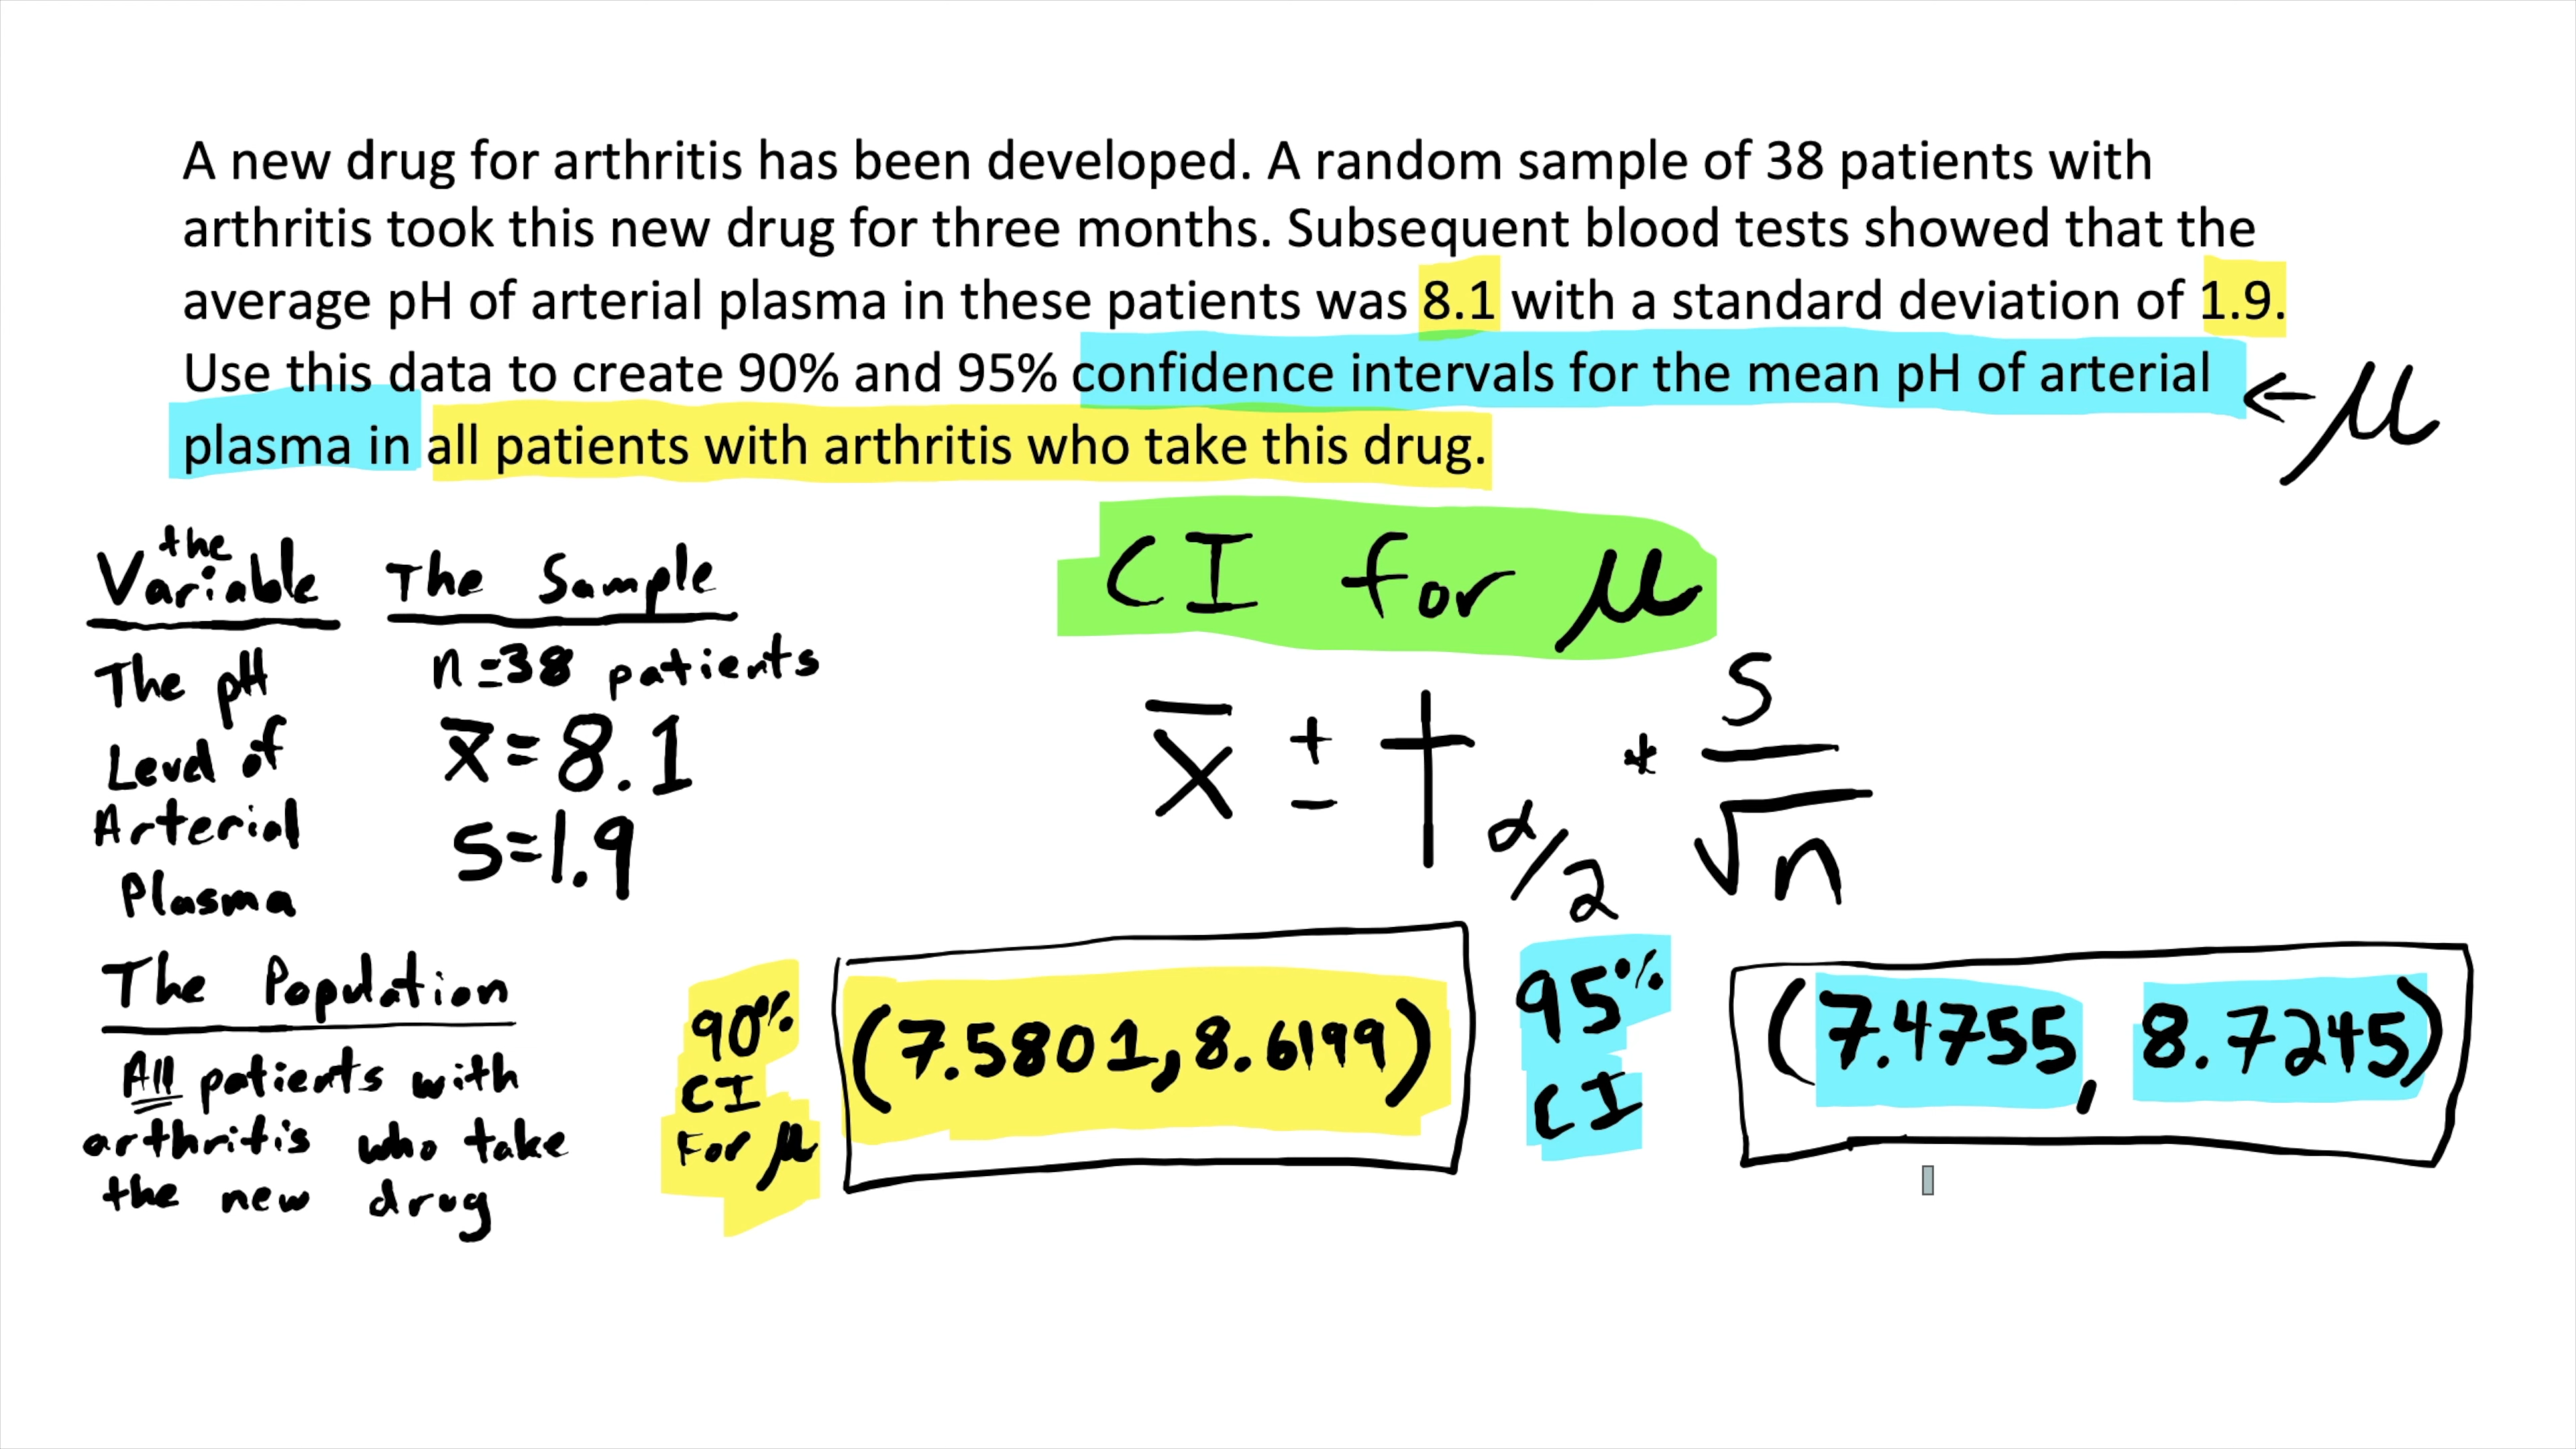 A new drug for arthritis has been developed. A random sample of 38 patients with
arthritis took this new drug for three months. Subsequent blood tests showed that the
average pH of arterial plasma in these patients was 8.1 with a standard deviation of 1.9.
Use this data to create 90% and 95% confidence intervals for the mean pH of arterial
plasma in all patients with arthritis who take this drug.
← μ
the
Variable
The pH
Level of
Arterial
Plasma
The Sample
n=38 patients
x̄=8.1
s=1.9
The Population
All patients with
arthritis who take
the new drug
CI for μ
x̄ ± t α/2 * s/√n
90%
CI
For μ
(7.5801, 8.6199)
95%
CI
(7.4755, 8.7245)